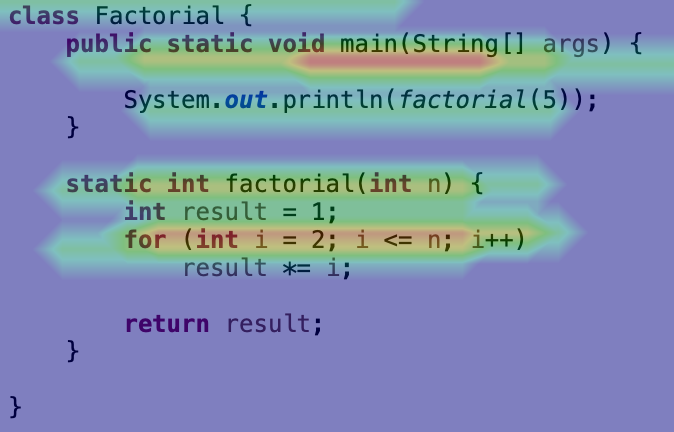 class Factorial {
    public static void main(String[] args) {

        System.out.println(factorial(5));
    }

    static int factorial(int n) {
        int result = 1;
        for (int i = 2; i <= n; i++)
            result *= i;

        return result;
    }

}